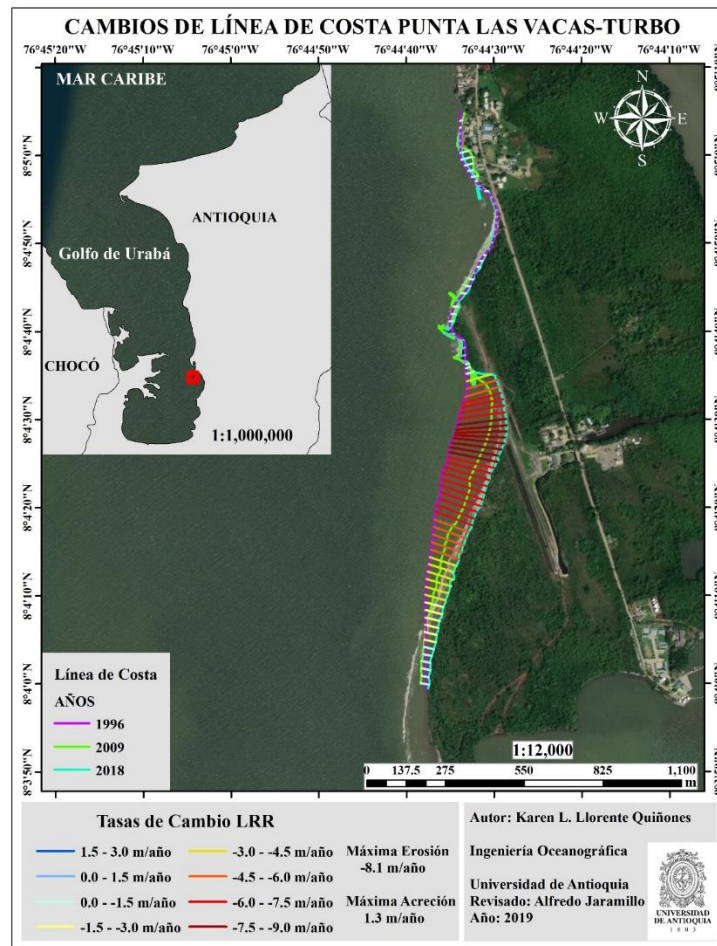 CAMBIOS DE LÍNEA DE COSTA PUNTA LAS VACAS-TURBO
76°45'20"W 76°45'10"W 76°45'0"W 76°44'50"W 76°44'40"W 76°44'30"W 76°44'20"W 76°44'10"W
MAR CARIBE
ANTIOQUIA
Golfo de Urabá
CHOCÓ
1:1,000,000
N
W E
S
8°5'0"N
8°4'50"N
8°4'40"N
8°4'30"N
8°4'20"N
8°4'10"N
8°4'0"N
8°3'50"N
Línea de Costa
AÑOS
1996
2009
2018
1:12,000
0 137.5 275 550 825 1,100
m
Tasas de Cambio LRR
1.5 - 3.0 m/año
0.0 - 1.5 m/año
0.0 - -1.5 m/año
-1.5 - -3.0 m/año
-3.0 - -4.5 m/año
-4.5 - -6.0 m/año
-6.0 - -7.5 m/año
-7.5 - -9.0 m/año
Máxima Erosión
-8.1 m/año
Máxima Acreción
1.3 m/año
Autor: Karen L. Llorente Quiñones
Ingeniería Oceanográfica
Universidad de Antioquia
Revisado: Alfredo Jaramillo
Año: 2019
UNIVERSIDAD
DE ANTIOQUIA
1 8 0 3